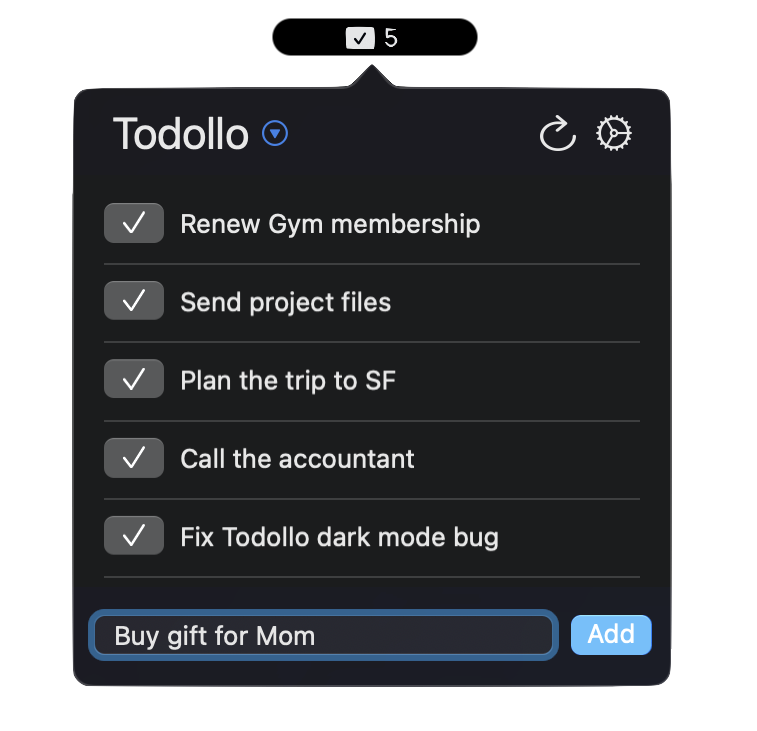 5
Todollo
Renew Gym membership
Send project files
Plan the trip to SF
Call the accountant
Fix Todollo dark mode bug
Buy gift for Mom
Add